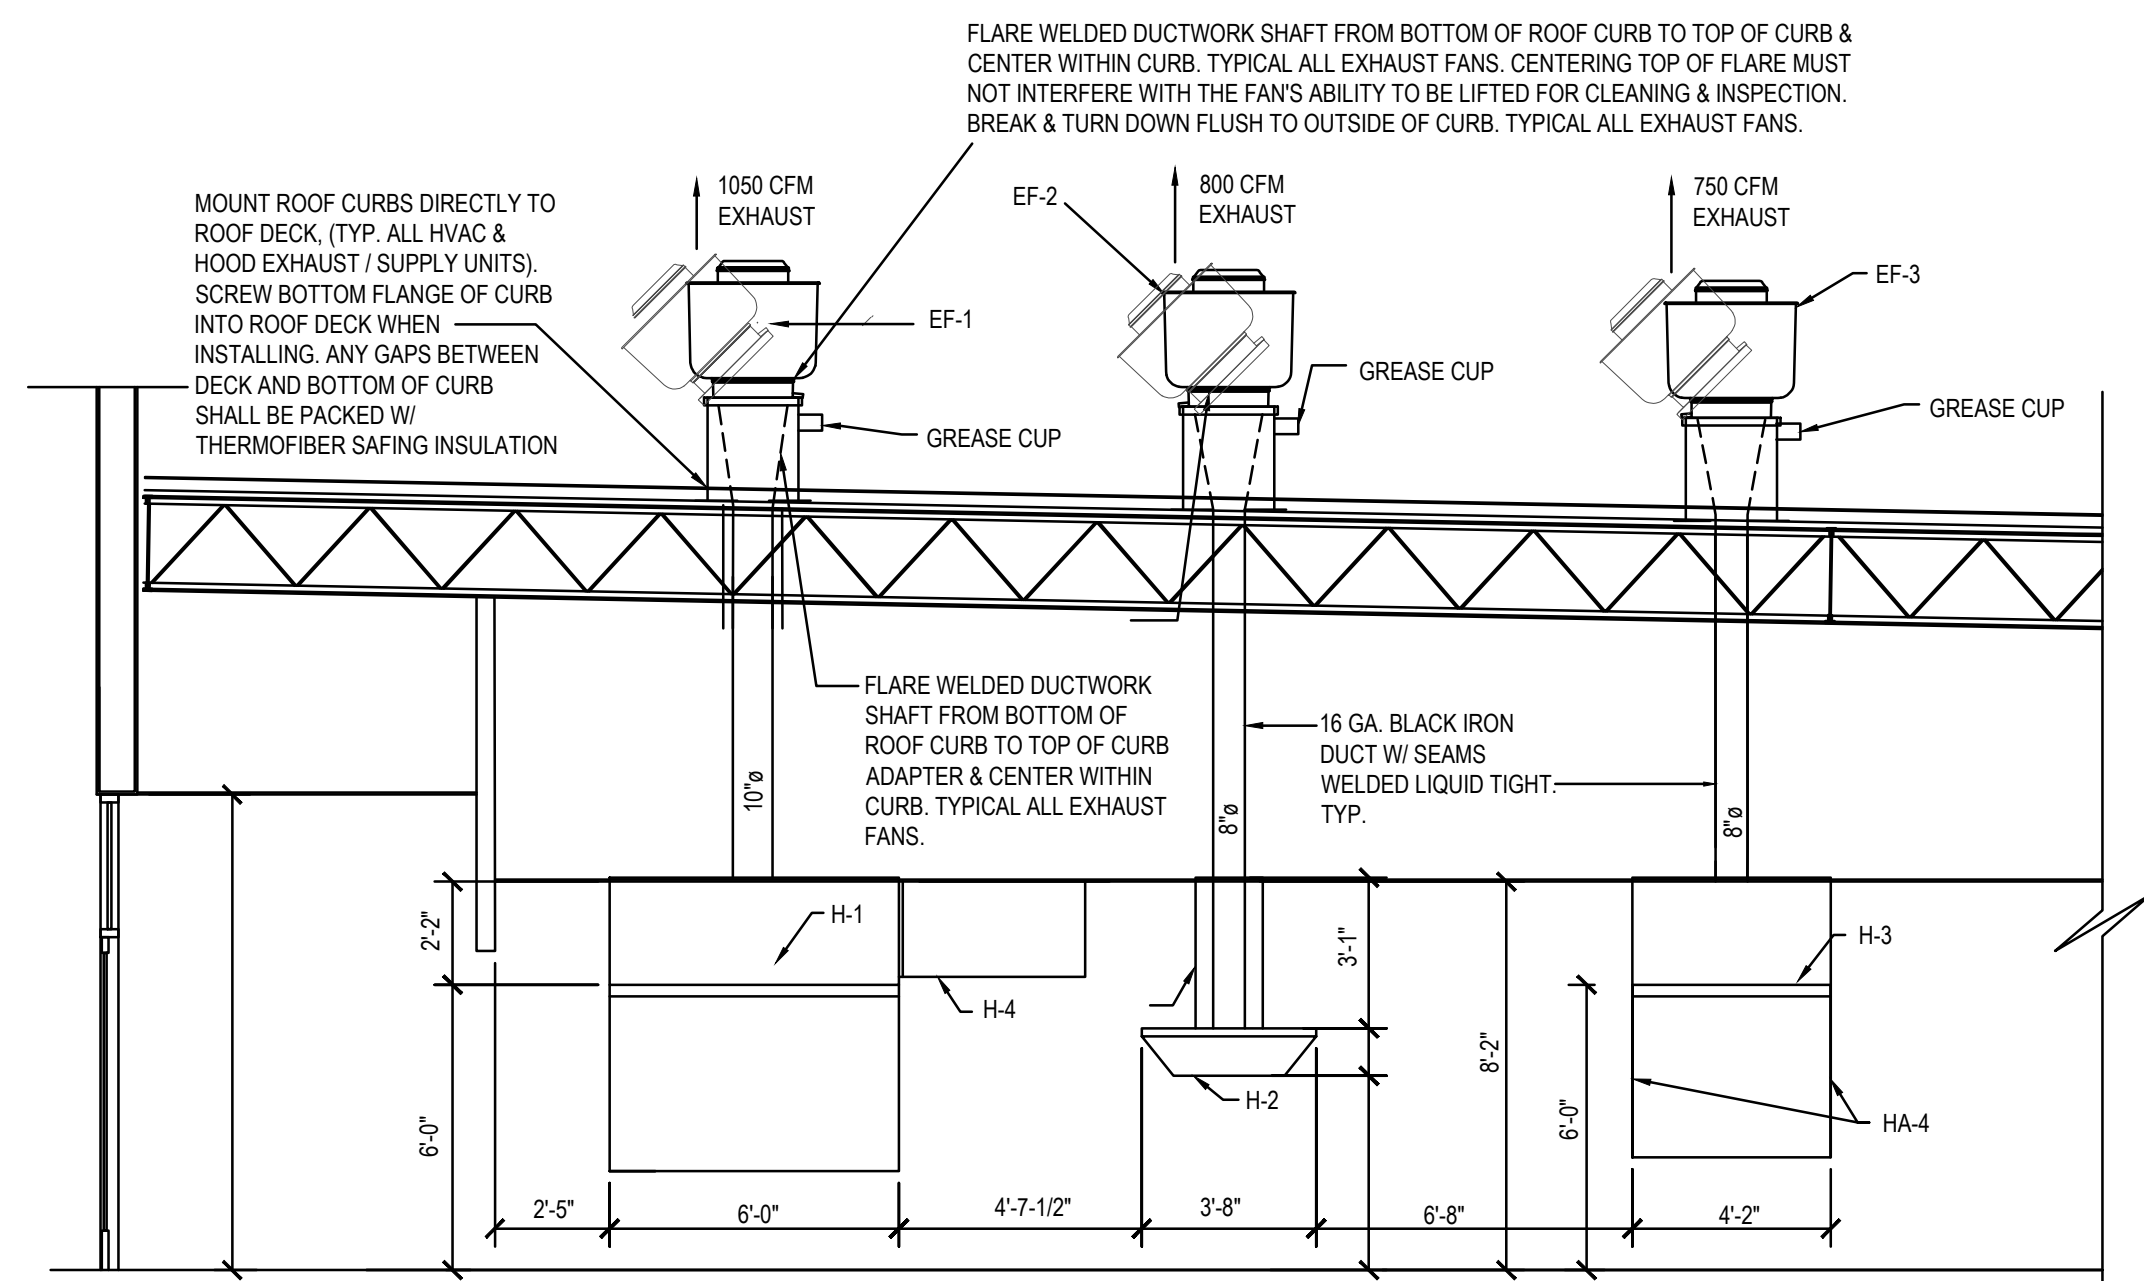 FLARE WELDED DUCTWORK SHAFT FROM BOTTOM OF ROOF CURB TO TOP OF CURB &
CENTER WITHIN CURB. TYPICAL ALL EXHAUST FANS. CENTERING TOP OF FLARE MUST
NOT INTERFERE WITH THE FAN'S ABILITY TO BE LIFTED FOR CLEANING & INSPECTION.
BREAK & TURN DOWN FLUSH TO OUTSIDE OF CURB. TYPICAL ALL EXHAUST FANS.
MOUNT ROOF CURBS DIRECTLY TO
ROOF DECK, (TYP. ALL HVAC &
HOOD EXHAUST / SUPPLY UNITS).
SCREW BOTTOM FLANGE OF CURB
INTO ROOF DECK WHEN
INSTALLING. ANY GAPS BETWEEN
DECK AND BOTTOM OF CURB
SHALL BE PACKED W/
THERMOFIBER SAFING INSULATION
1050 CFM
EXHAUST
EF-1
GREASE CUP
EF-2
800 CFM
EXHAUST
GREASE CUP
750 CFM
EXHAUST
EF-3
GREASE CUP
FLARE WELDED DUCTWORK
SHAFT FROM BOTTOM OF
ROOF CURB TO TOP OF CURB
ADAPTER & CENTER WITHIN
CURB. TYPICAL ALL EXHAUST
FANS.
16 GA. BLACK IRON
DUCT W/ SEAMS
WELDED LIQUID TIGHT.
TYP.
10"ø
8"ø
8"ø
2'-2"
H-1
H-4
3'-1"
H-3
8'-2"
H-2
6'-0"
6'-0"
HA-4
2'-5"
6'-0"
4'-7-1/2"
3'-8"
6'-8"
4'-2"